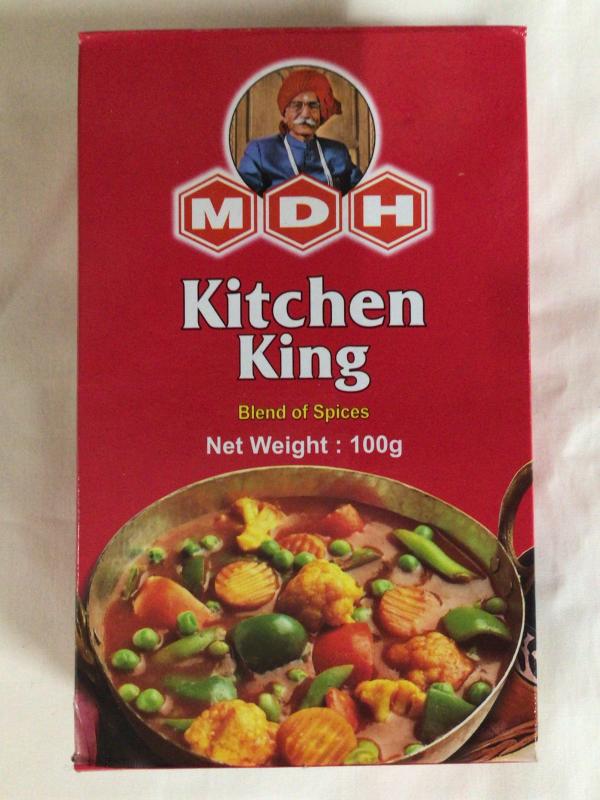 MDH
Kitchen
King
Blend of Spices
Net Weight : 100g